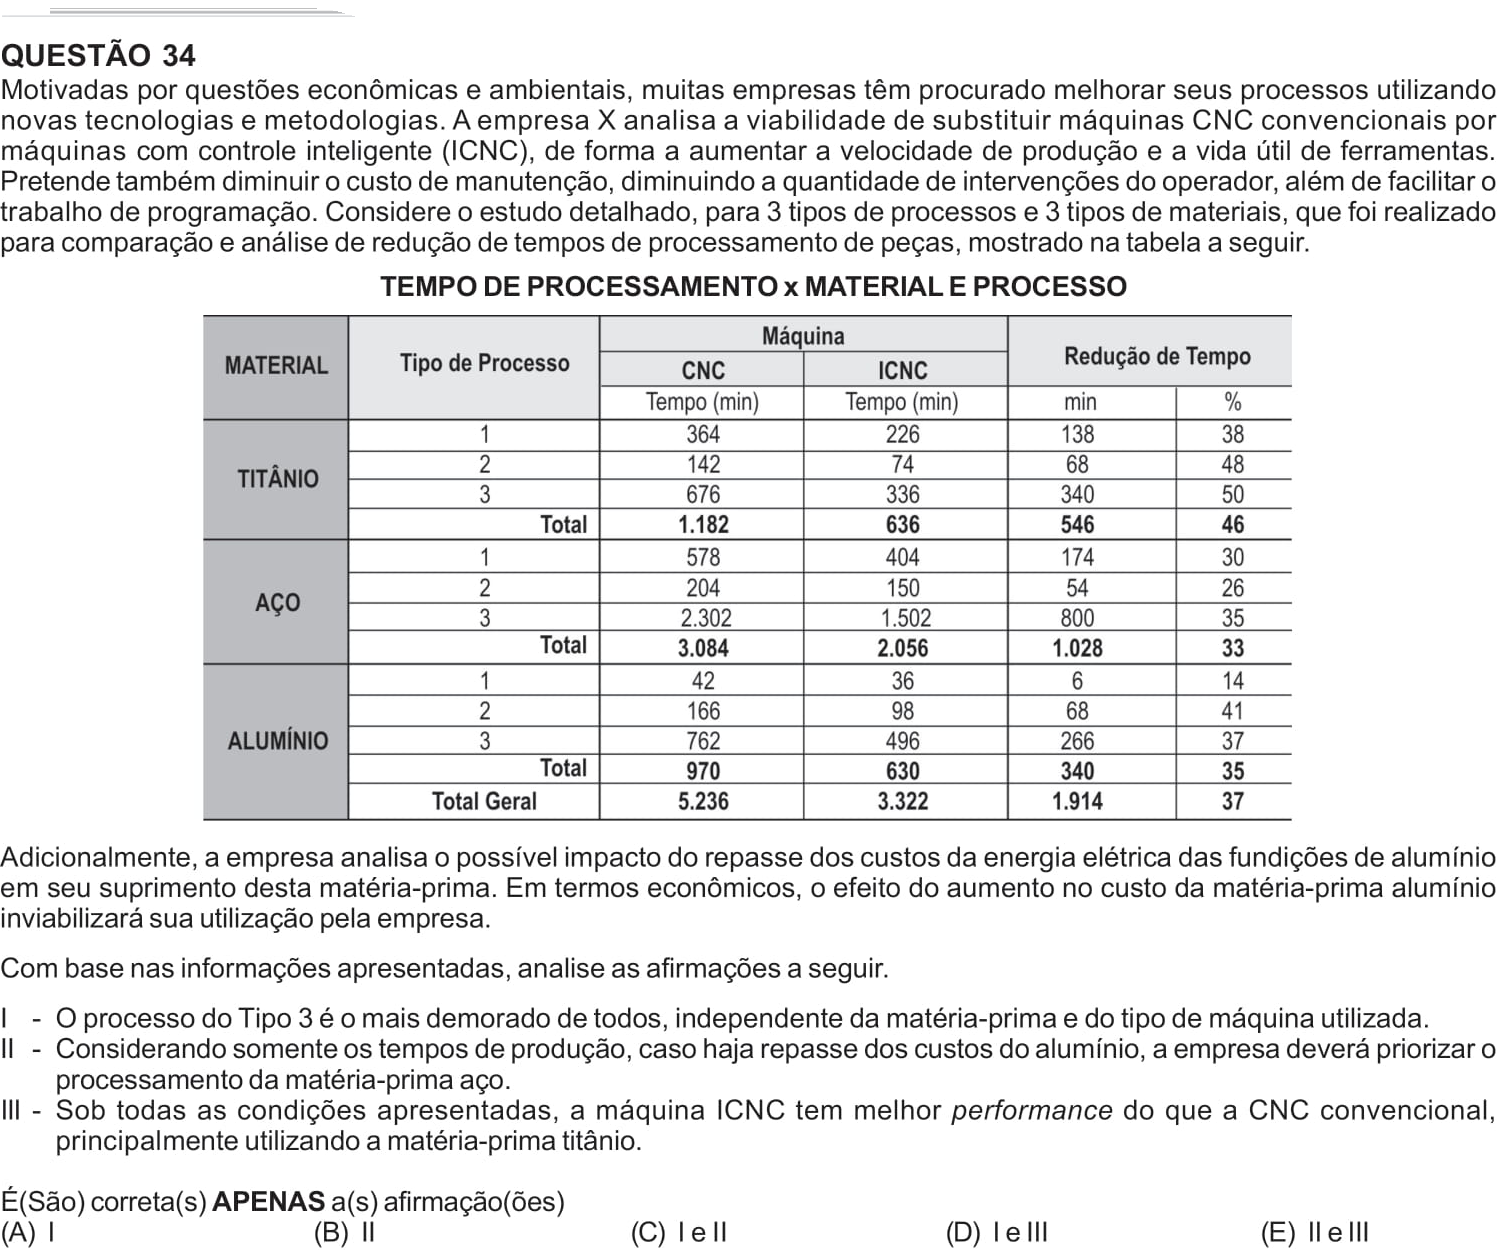 QUESTÃO 34
Motivadas por questões econômicas e ambientais, muitas empresas têm procurado melhorar seus processos utilizando
novas tecnologias e metodologias. A empresa X analisa a viabilidade de substituir máquinas CNC convencionais por
máquinas com controle inteligente (ICNC), de forma a aumentar a velocidade de produção e a vida útil de ferramentas.
Pretende também diminuir o custo de manutenção, diminuindo a quantidade de intervenções do operador, além de facilitar o
trabalho de programação. Considere o estudo detalhado, para 3 tipos de processos e 3 tipos de materiais, que foi realizado
para comparação e análise de redução de tempos de processamento de peças, mostrado na tabela a seguir.
TEMPO DE PROCESSAMENTO x MATERIAL E PROCESSO
MATERIAL Tipo de Processo Máquina Redução de Tempo
CNC ICNC
Tempo (min) Tempo (min) min %
TITÂNIO
1 364 226 138 38
2 142 74 68 48
3 676 336 340 50
Total 1.182 636 546 46
AÇO
1 578 404 174 30
2 204 150 54 26
3 2.302 1.502 800 35
Total 3.084 2.056 1.028 33
ALUMÍNIO
1 42 36 6 14
2 166 98 68 41
3 762 496 266 37
Total 970 630 340 35
Total Geral 5.236 3.322 1.914 37
Adicionalmente, a empresa analisa o possível impacto do repasse dos custos da energia elétrica das fundições de alumínio
em seu suprimento desta matéria-prima. Em termos econômicos, o efeito do aumento no custo da matéria-prima alumínio
inviabilizará sua utilização pela empresa.
Com base nas informações apresentadas, analise as afirmações a seguir.
I - O processo do Tipo 3 é o mais demorado de todos, independente da matéria-prima e do tipo de máquina utilizada.
II - Considerando somente os tempos de produção, caso haja repasse dos custos do alumínio, a empresa deverá priorizar o
processamento da matéria-prima aço.
III - Sob todas as condições apresentadas, a máquina ICNC tem melhor performance do que a CNC convencional,
principalmente utilizando a matéria-prima titânio.
É(São) correta(s) APENAS a(s) afirmação(ões)
(A) I (B) II (C) I e II (D) I e III (E) II e III